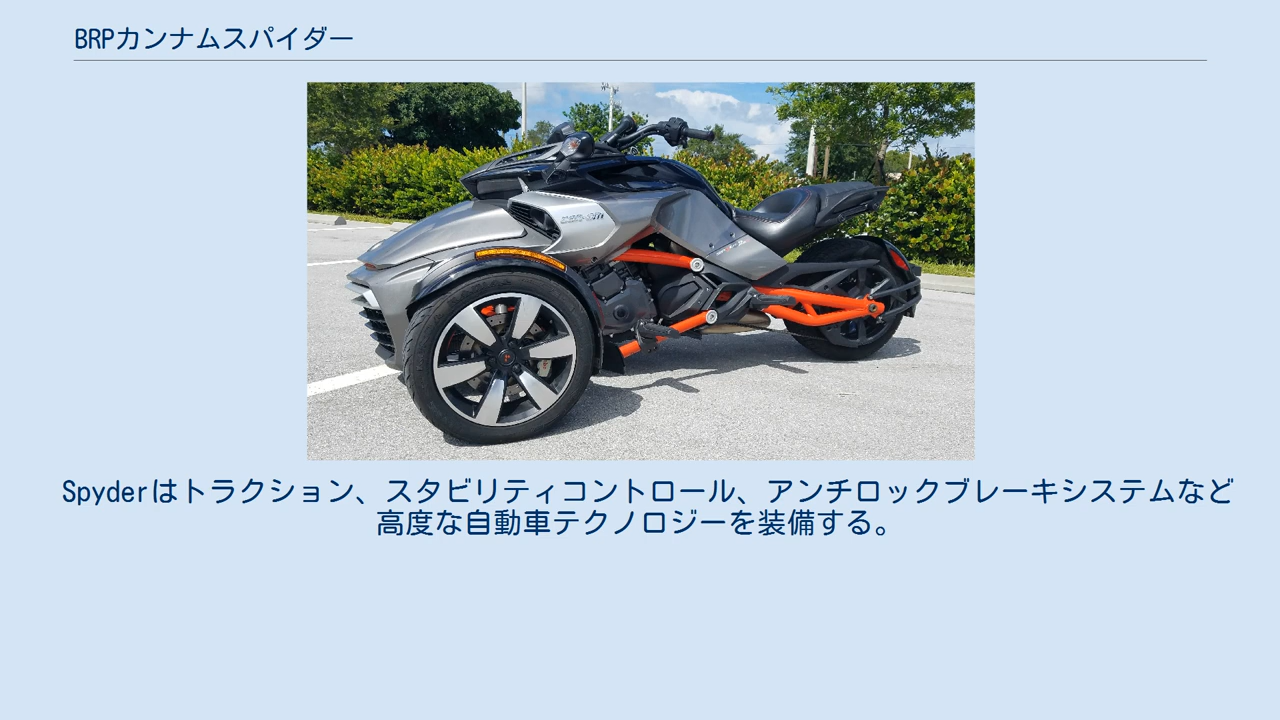 BRPカンナムスパイダー
can-am
Spyderはトラクション、スタビリティコントロール、アンチロックブレーキシステムなど
高度な自動車テクノロジーを装備する。